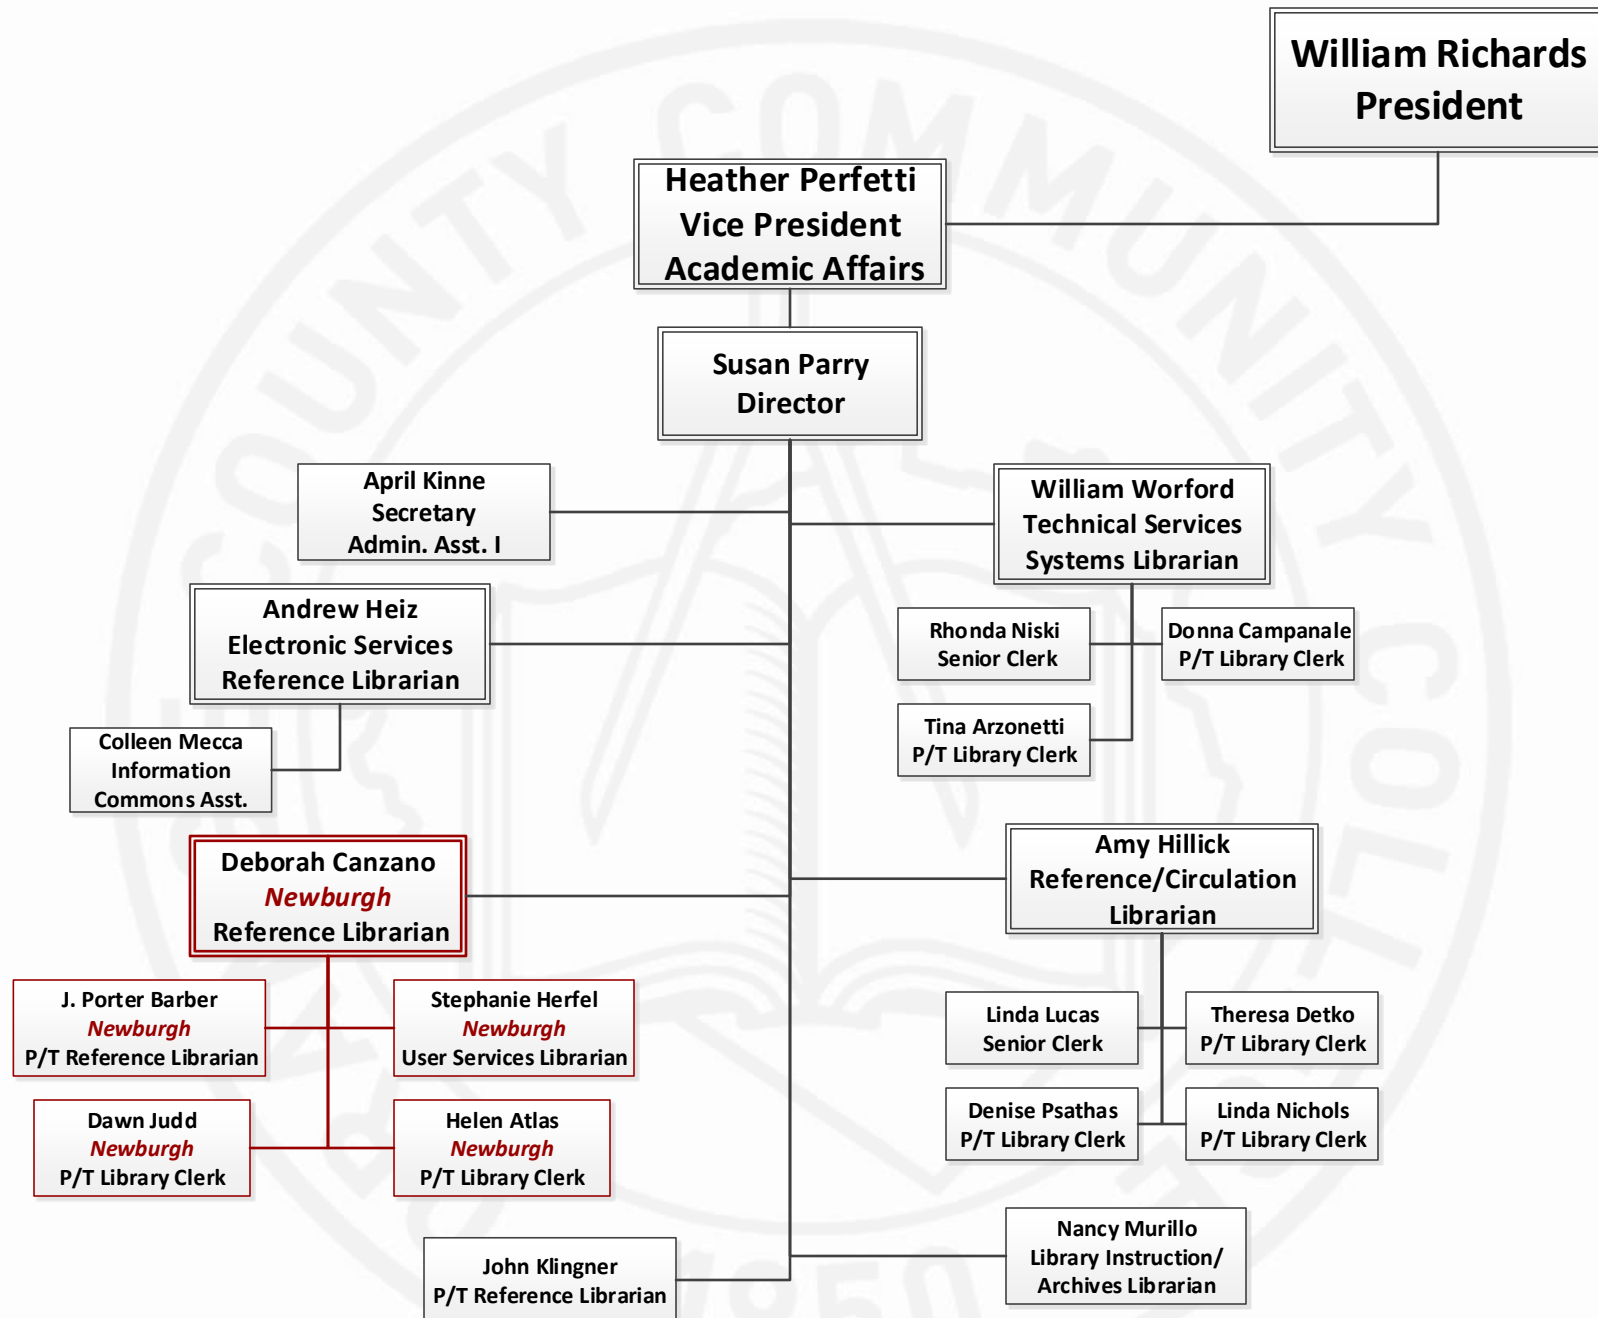 William Richards
President
Heather Perfetti
Vice President
Academic Affairs
Susan Parry
Director
April Kinne
Secretary
Admin. Asst. I
William Worford
Technical Services
Systems Librarian
Andrew Heiz
Electronic Services
Reference Librarian
Rhonda Niski
Senior Clerk
Donna Campanale
P/T Library Clerk
Tina Arzonetti
P/T Library Clerk
Colleen Mecca
Information
Commons Asst.
Deborah Canzano
Newburgh
Reference Librarian
Amy Hillick
Reference/Circulation
Librarian
J. Porter Barber
Newburgh
P/T Reference Librarian
Stephanie Herfel
Newburgh
User Services Librarian
Linda Lucas
Senior Clerk
Theresa Detko
P/T Library Clerk
Dawn Judd
Newburgh
P/T Library Clerk
Helen Atlas
Newburgh
P/T Library Clerk
Denise Psathas
P/T Library Clerk
Linda Nichols
P/T Library Clerk
John Klingner
P/T Reference Librarian
Nancy Murillo
Library Instruction/
Archives Librarian
COUNTY COMMUNITY COLL
1950